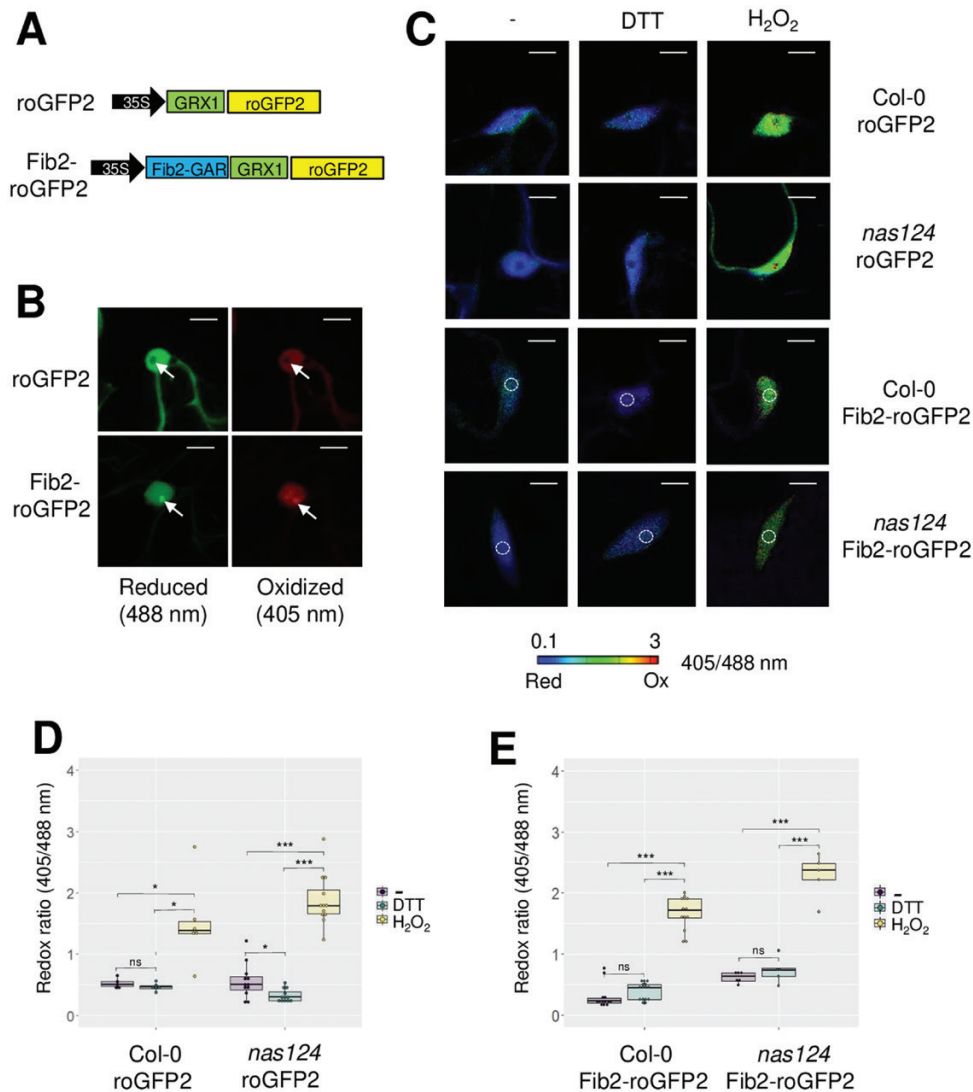 A
roGFP2
35S GRX1 roGFP2
Fib2-
roGFP2
35S Fib2-GAR GRX1 roGFP2
B
roGFP2
Fib2-
roGFP2
Reduced
(488 nm)
Oxidized
(405 nm)
C
- DTT H₂O₂
Col-0
roGFP2
nas124
roGFP2
Col-0
Fib2-roGFP2
nas124
Fib2-roGFP2
0.1 3
405/488 nm
Red Ox
D
Redox ratio (405/488 nm)
4
3
2
1
0
*
*
ns
***
***
*
-
DTT
H₂O₂
Col-0
roGFP2
nas124
roGFP2
E
Redox ratio (405/488 nm)
4
3
2
1
0
***
***
ns
***
***
ns
-
DTT
H₂O₂
Col-0
Fib2-roGFP2
nas124
Fib2-roGFP2